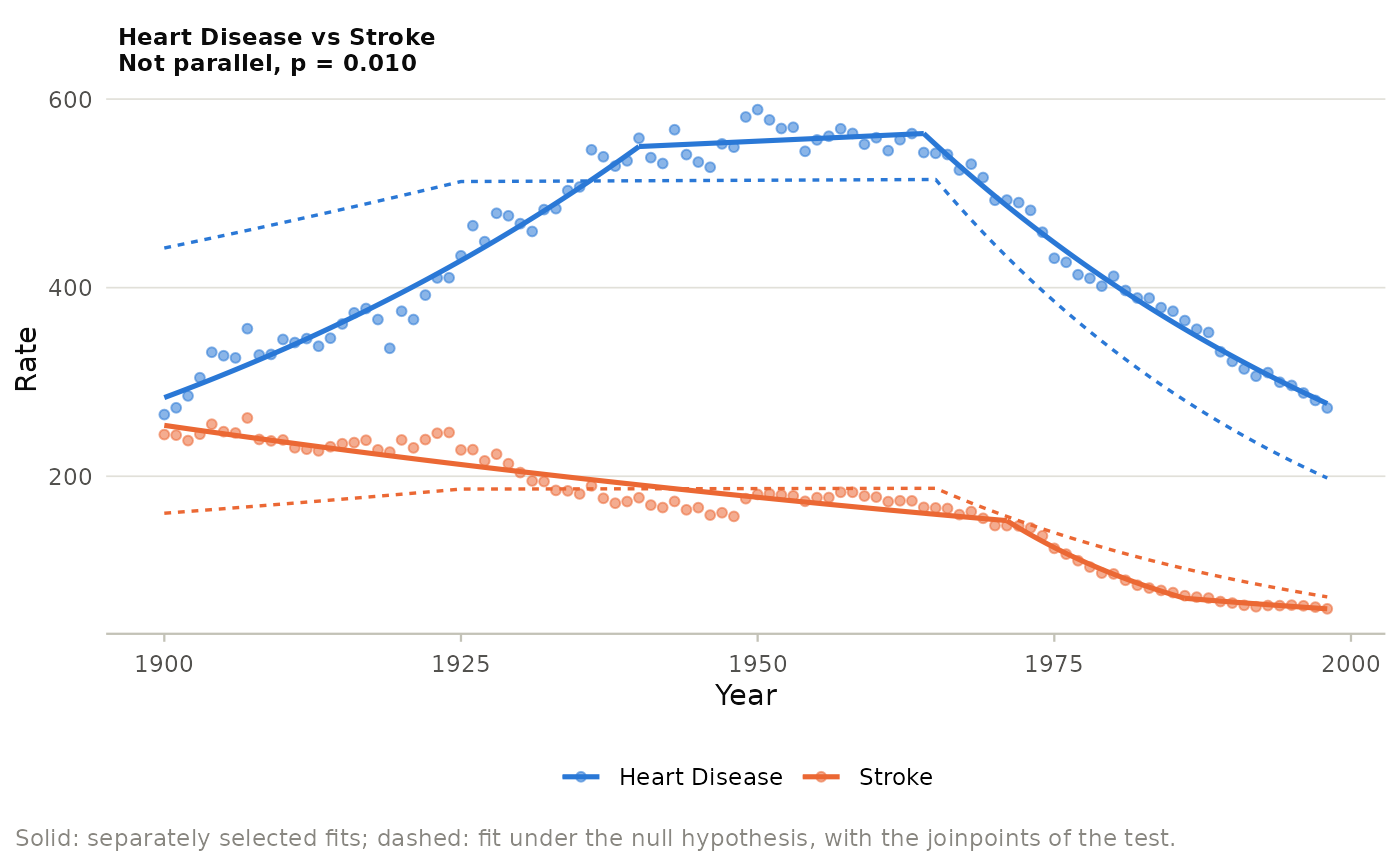 Heart Disease vs Stroke
Not parallel, p = 0.010
600
400
200
Rate
1900
1925
1950
1975
2000
Year
Heart Disease
Stroke
Solid: separately selected fits; dashed: fit under the null hypothesis, with the joinpoints of the test.